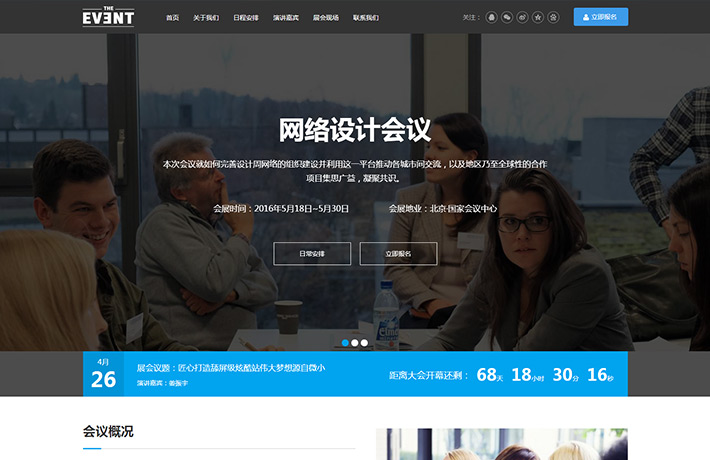 THE
EVENT
首页 关于我们 日程安排 演讲嘉宾 展会现场 联系我们
关注：
立即报名
网络设计会议
本次会议就如何完善设计周网络的组织建设并利用这一平台推动各城市间交流，以及地区乃至全球性的合作
项目集思广益，凝聚共识。
会展时间：2016年5月18日~5月30日 会展地业：北京·国家会议中心
日常安排 立即报名
4月
26
展会议题：匠心打造舔屏级炫酷站伟大梦想源自微小
演讲嘉宾：姜振宇
距离大会开幕还剩： 68天 18小时 30分 16秒
会议概况